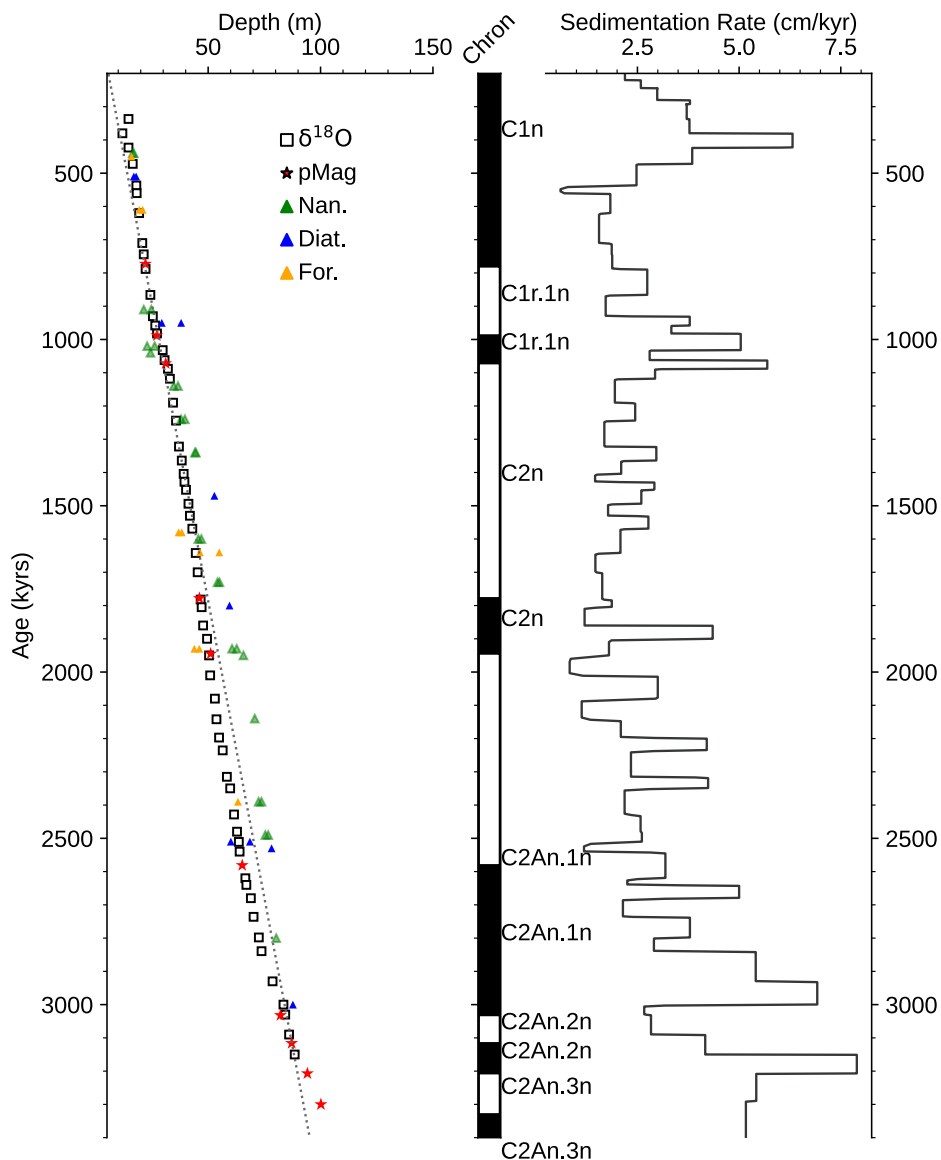 Depth (m)
50 100 150
Chron
Sedimentation Rate (cm/kyr)
2.5 5.0 7.5
Age (kyrs)
500
1000
1500
2000
2500
3000
δ¹⁸O
pMag
Nan.
Diat.
For.
C1n
C1r.1n
C1r.1n
C2n
C2n
C2An.1n
C2An.1n
C2An.2n
C2An.2n
C2An.3n
C2An.3n
500
1000
1500
2000
2500
3000